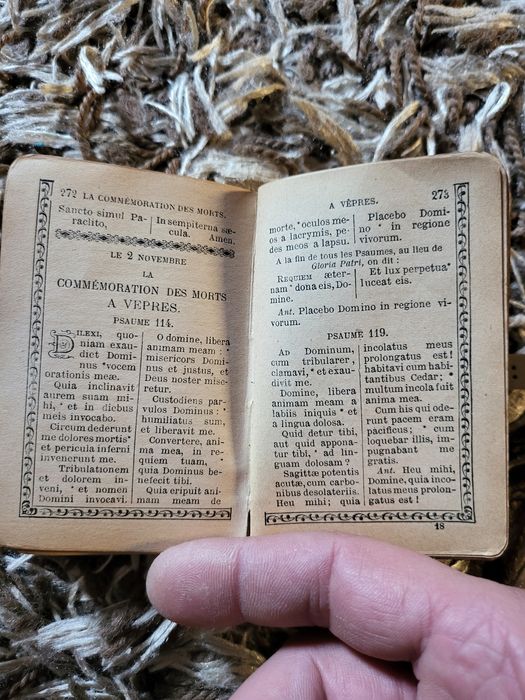 272 LA COMMÉMORATION DES MORTS.
Sancto simul Pa-
raclito,
In sempiterna sæ-
cula. Amen.
LE 2 NOVEMBRE
LA
COMMÉMORATION DES MORTS
A VEPRES.
PSAUME 114.
DILEXI, quo-
niam exau-
diet Domi-
nus * vocem
orationis meæ.
Quia inclinavit
aurem suam mi-
hi, * et in diebus
meis invocabo.
Circum dederunt
me dolores mortis *
et pericula inferni
invenerunt me.
Tribulationem
et dolorem in-
veni, * et nomen
Domini invocavi.
O domine, libera
animam meam : *
misericors Domi-
nus et justus, et
Deus noster mise-
retur.
Custodiens par-
vulos Dominus : *
humiliatus sum,
et liberavit me.
Convertere, ani-
ma mea, in re-
quiem tuam, *
quia Dominus be-
nefecit tibi.
Quia eripuit ani-
mam meam de
A VÊPRES. 273
morte, * oculos me-
os a lacrymis, pe-
des meos a lapsu.
Placebo Domi-
no * in regione
vivorum.
A la fin de tous les Psaumes, au lieu de
Gloria Patri, on dit :
REQUIEM æter-
nam * dona eis, Do-
mine.
Et lux perpetua *
luceat eis.
Ant. Placebo Domino in regione vi-
vorum.
PSAUME 119.
AD Dominum,
cum tribularer *
clamavi, * et exau-
divit me.
Domine, libera
animam meam a
labiis iniquis * et
a lingua dolosa.
Quid detur tibi,
aut quid appona-
tur tibi, * ad lin-
guam dolosam ?
Sagittæ potentis
acutæ, cum carbo-
nibus desolateriis.
Heu mihi; quia
incolatus meus
prolongatus est !
habitavi cum habi-
tantibus Cedar; *
multum incola fuit
anima mea.
Cum his qui ode-
runt pacem eram
pacificus; * cum
loquebar illis, im-
pugnabant me
gratis.
Ant. Heu mihi,
Domine, quia inco-
latus meus prolon-
gatus est !
18